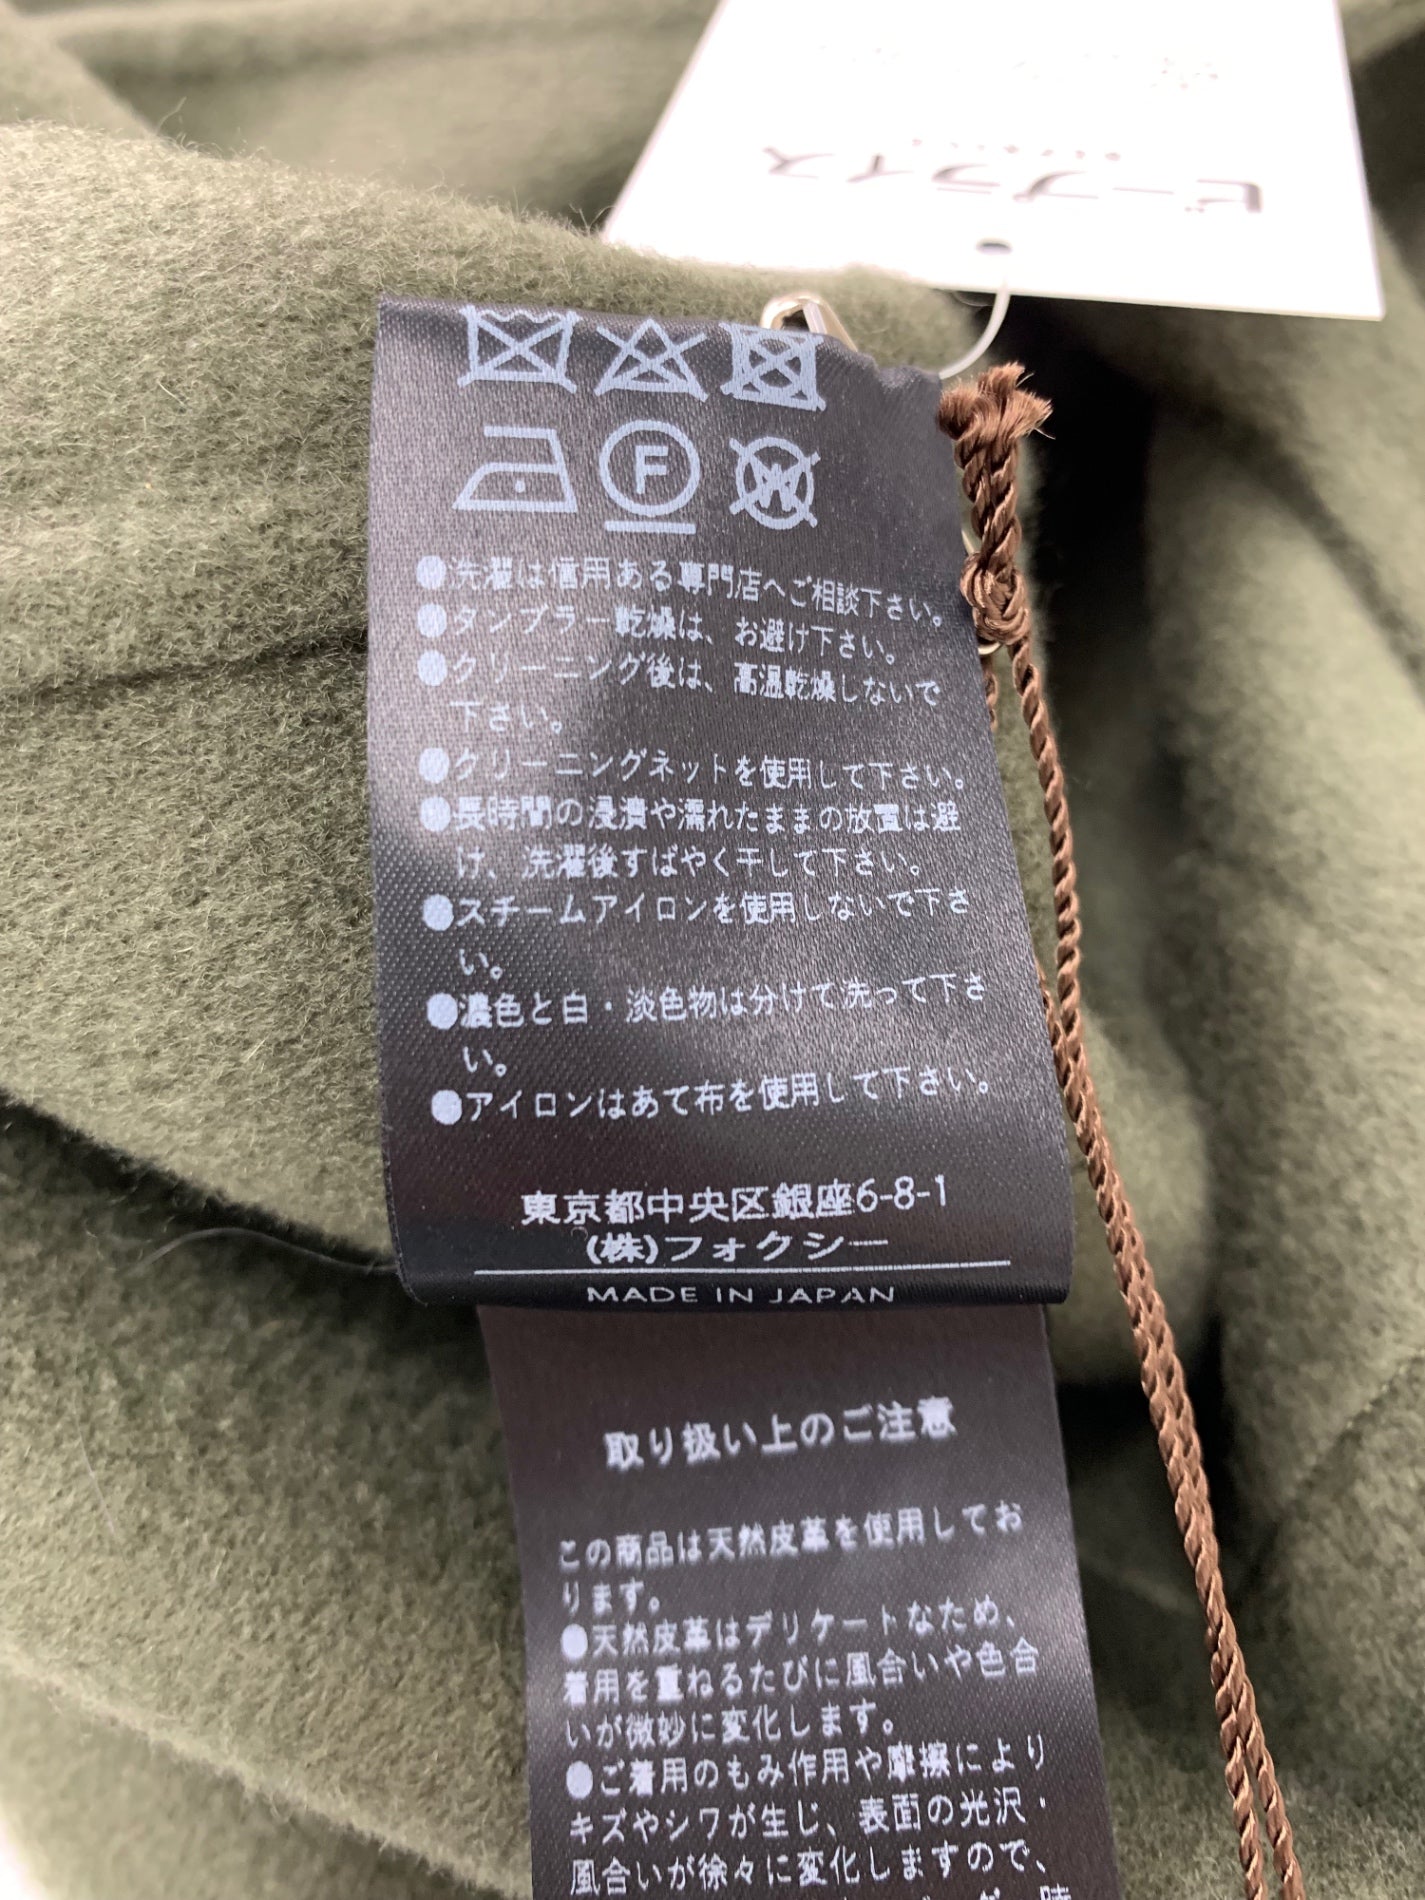 ビープライス
F
W
●洗濯は信用ある専門店へご相談下さい。
●タンブラー乾燥は、お避け下さい。
●クリーニング後は、高温乾燥しないで
下さい。
●クリーニングネットを使用して下さい。
●長時間の浸漬や濡れたままの放置は避
け、洗濯後すばやく干して下さい。
●スチームアイロンを使用しないで下さ
い。
●濃色と白・淡色物は分けて洗って下さ
い。
●アイロンはあて布を使用して下さい。
東京都中央区銀座6-8-1
(株)フォクシー
MADE IN JAPAN
取り扱い上のご注意
この商品は天然皮革を使用してお
ります。
●天然皮革はデリケートなため、
着用を重ねるたびに風合いや色合
いが微妙に変化します。
●ご着用のもみ作用や摩擦により
キズやシワが生じ、表面の光沢・
風合いが徐々に変化しますので、